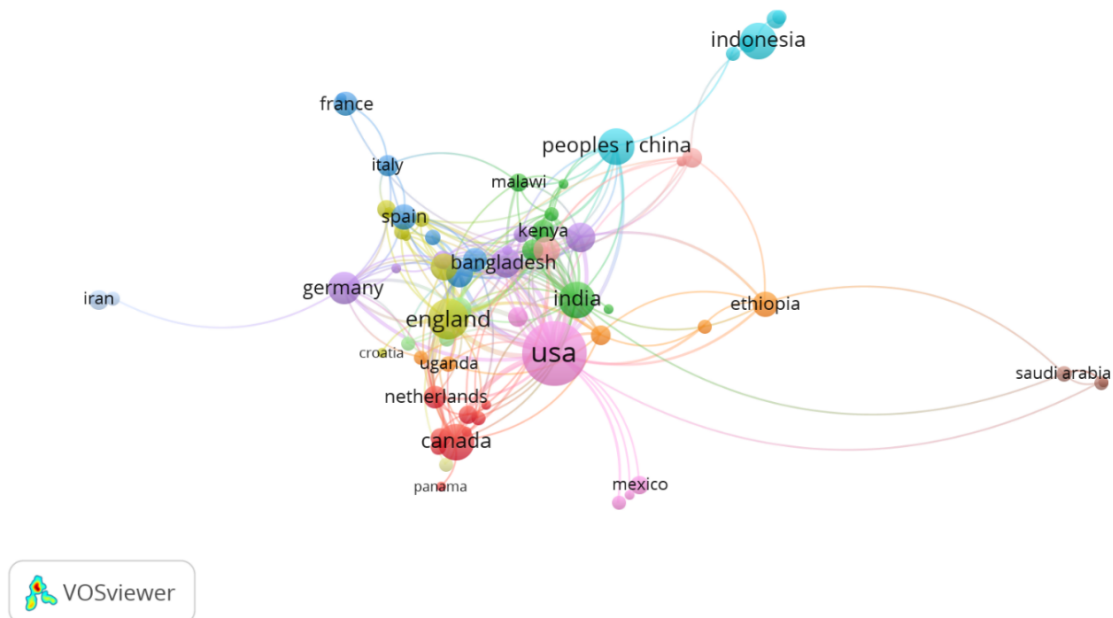 indonesia
france
peoples r china
italy
malawi
spain
kenya
bangladesh
germany
india
iran
ethiopia
england
usa
croatia
uganda
saudi arabia
netherlands
canada
mexico
panama
VOSviewer